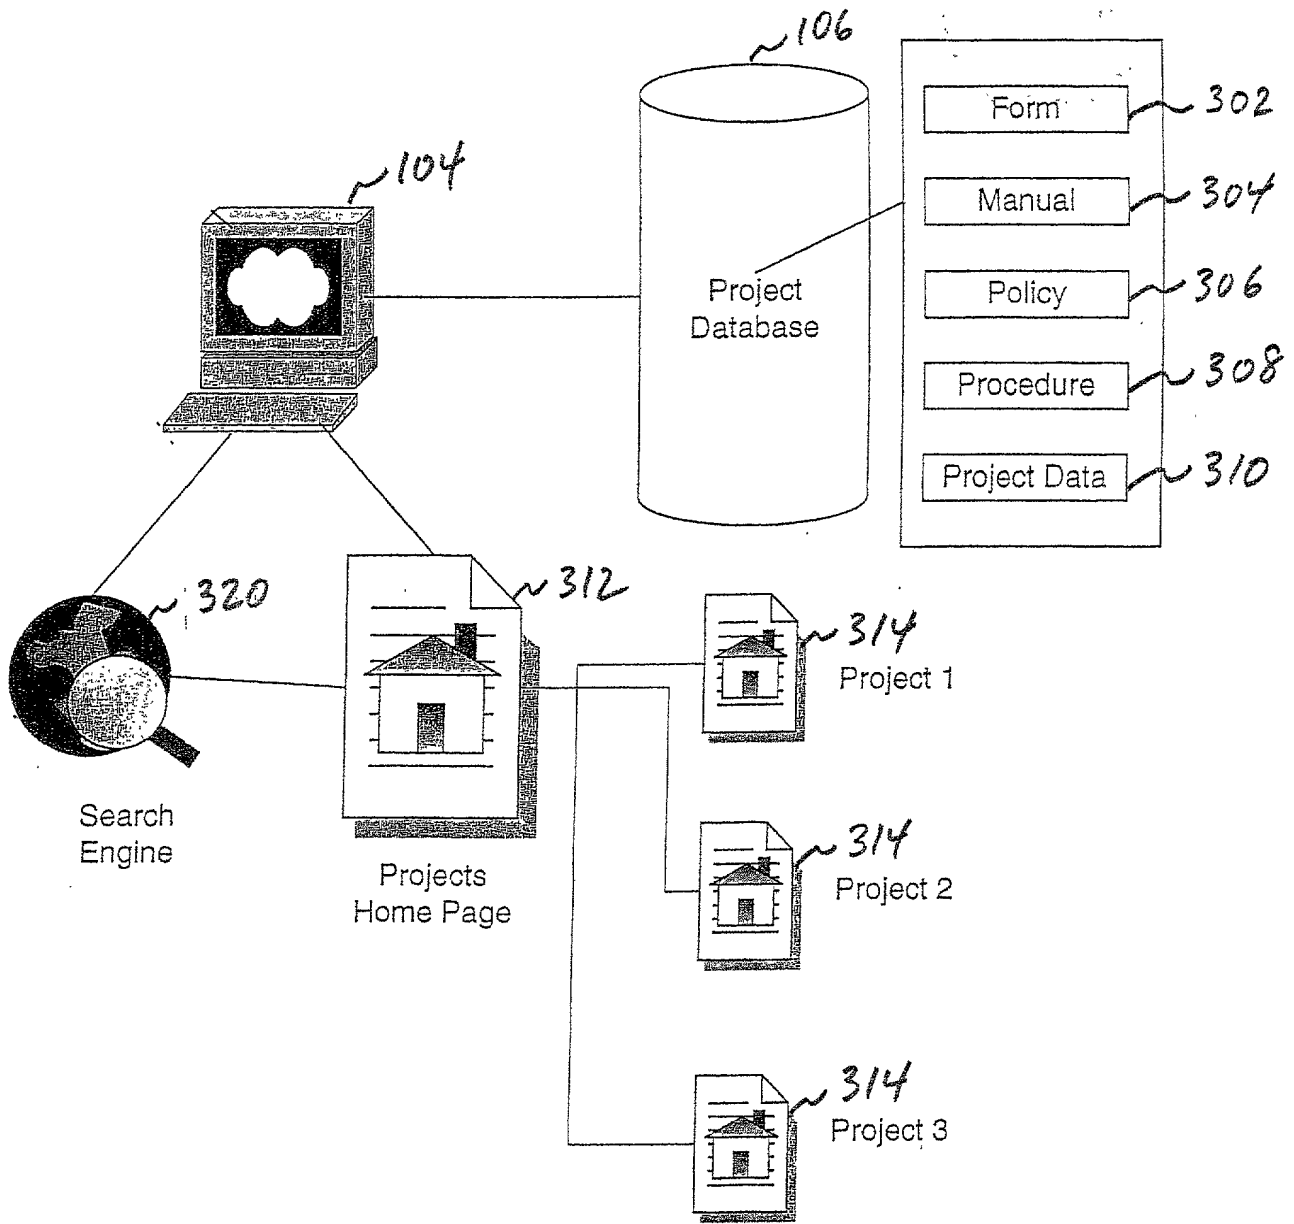 106
Form
302
104
Manual
304
Project
Database
Policy
306
Procedure
308
Project Data
310
320
312
314
Project 1
Search
Engine
Projects
Home Page
314
Project 2
314
Project 3